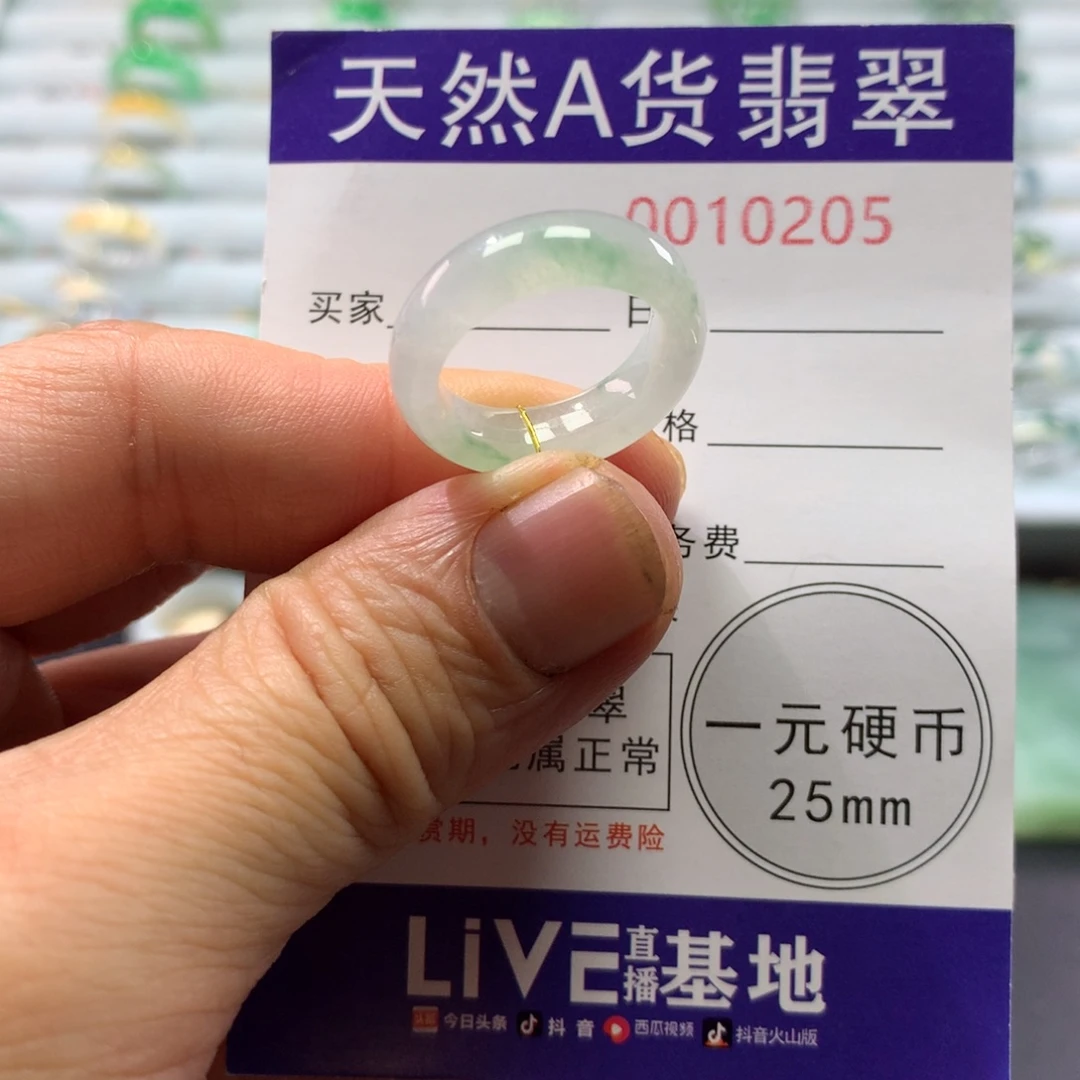 天然A货翡翠
0010205
买家 日
格
务费
翠
属正常
一元硬币
25mm
赏期，没有运费险
LiVE直播基地
今日头条 抖音 西瓜视频 抖音火山版